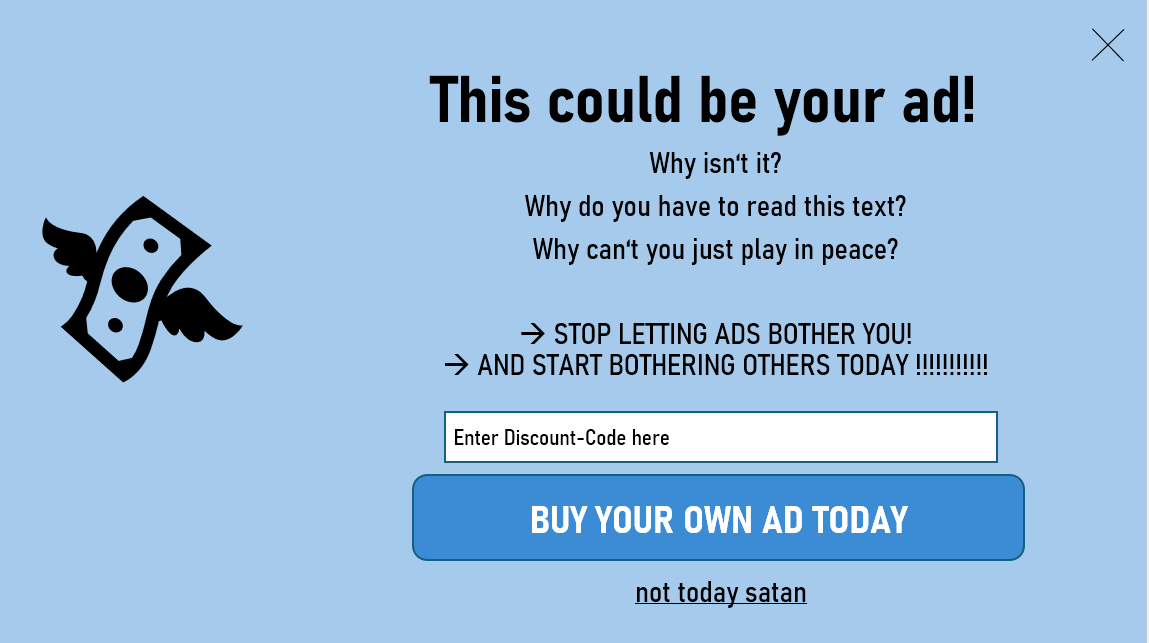 This could be your ad!
Why isn‘t it?
Why do you have to read this text?
Why can‘t you just play in peace?
→ STOP LETTING ADS BOTHER YOU!
→ AND START BOTHERING OTHERS TODAY !!!!!!!!!!!
Enter Discount-Code here
BUY YOUR OWN AD TODAY
not today satan